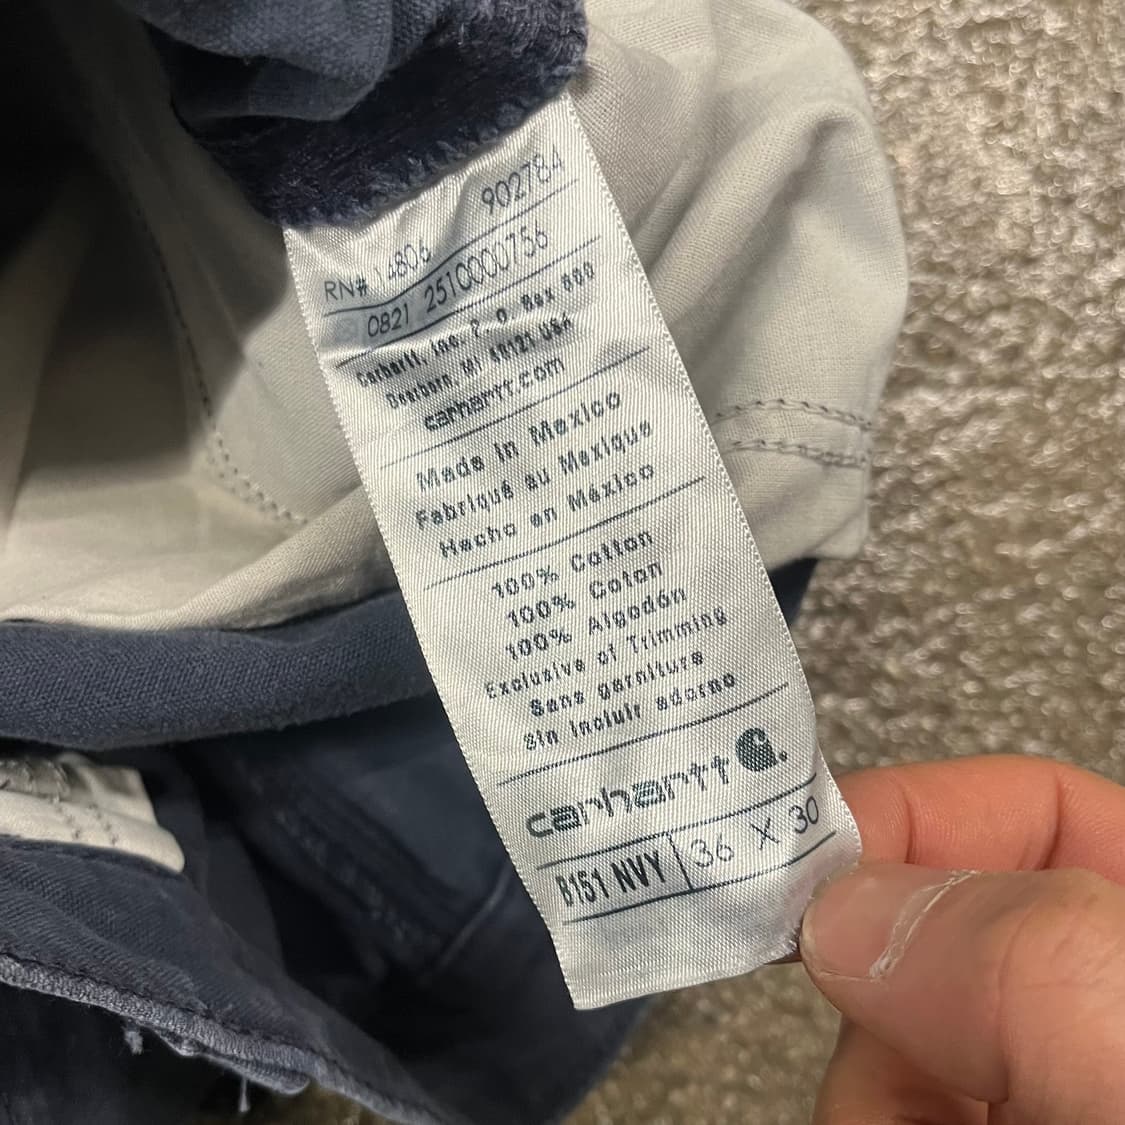 902784
RN# 14806
0821 2510000756
Carhartt, Inc. P. O. Box 600
Dearborn, MI 48121 USA
carhartt.com
Made in Mexico
Fabriqué au Mexique
Hecho en México
100% Cotton
100% Coton
100% Algodón
Exclusive of Trimming
Sans garniture
Sin incluir adorno
carhartt
B151 NVY 36 X 30